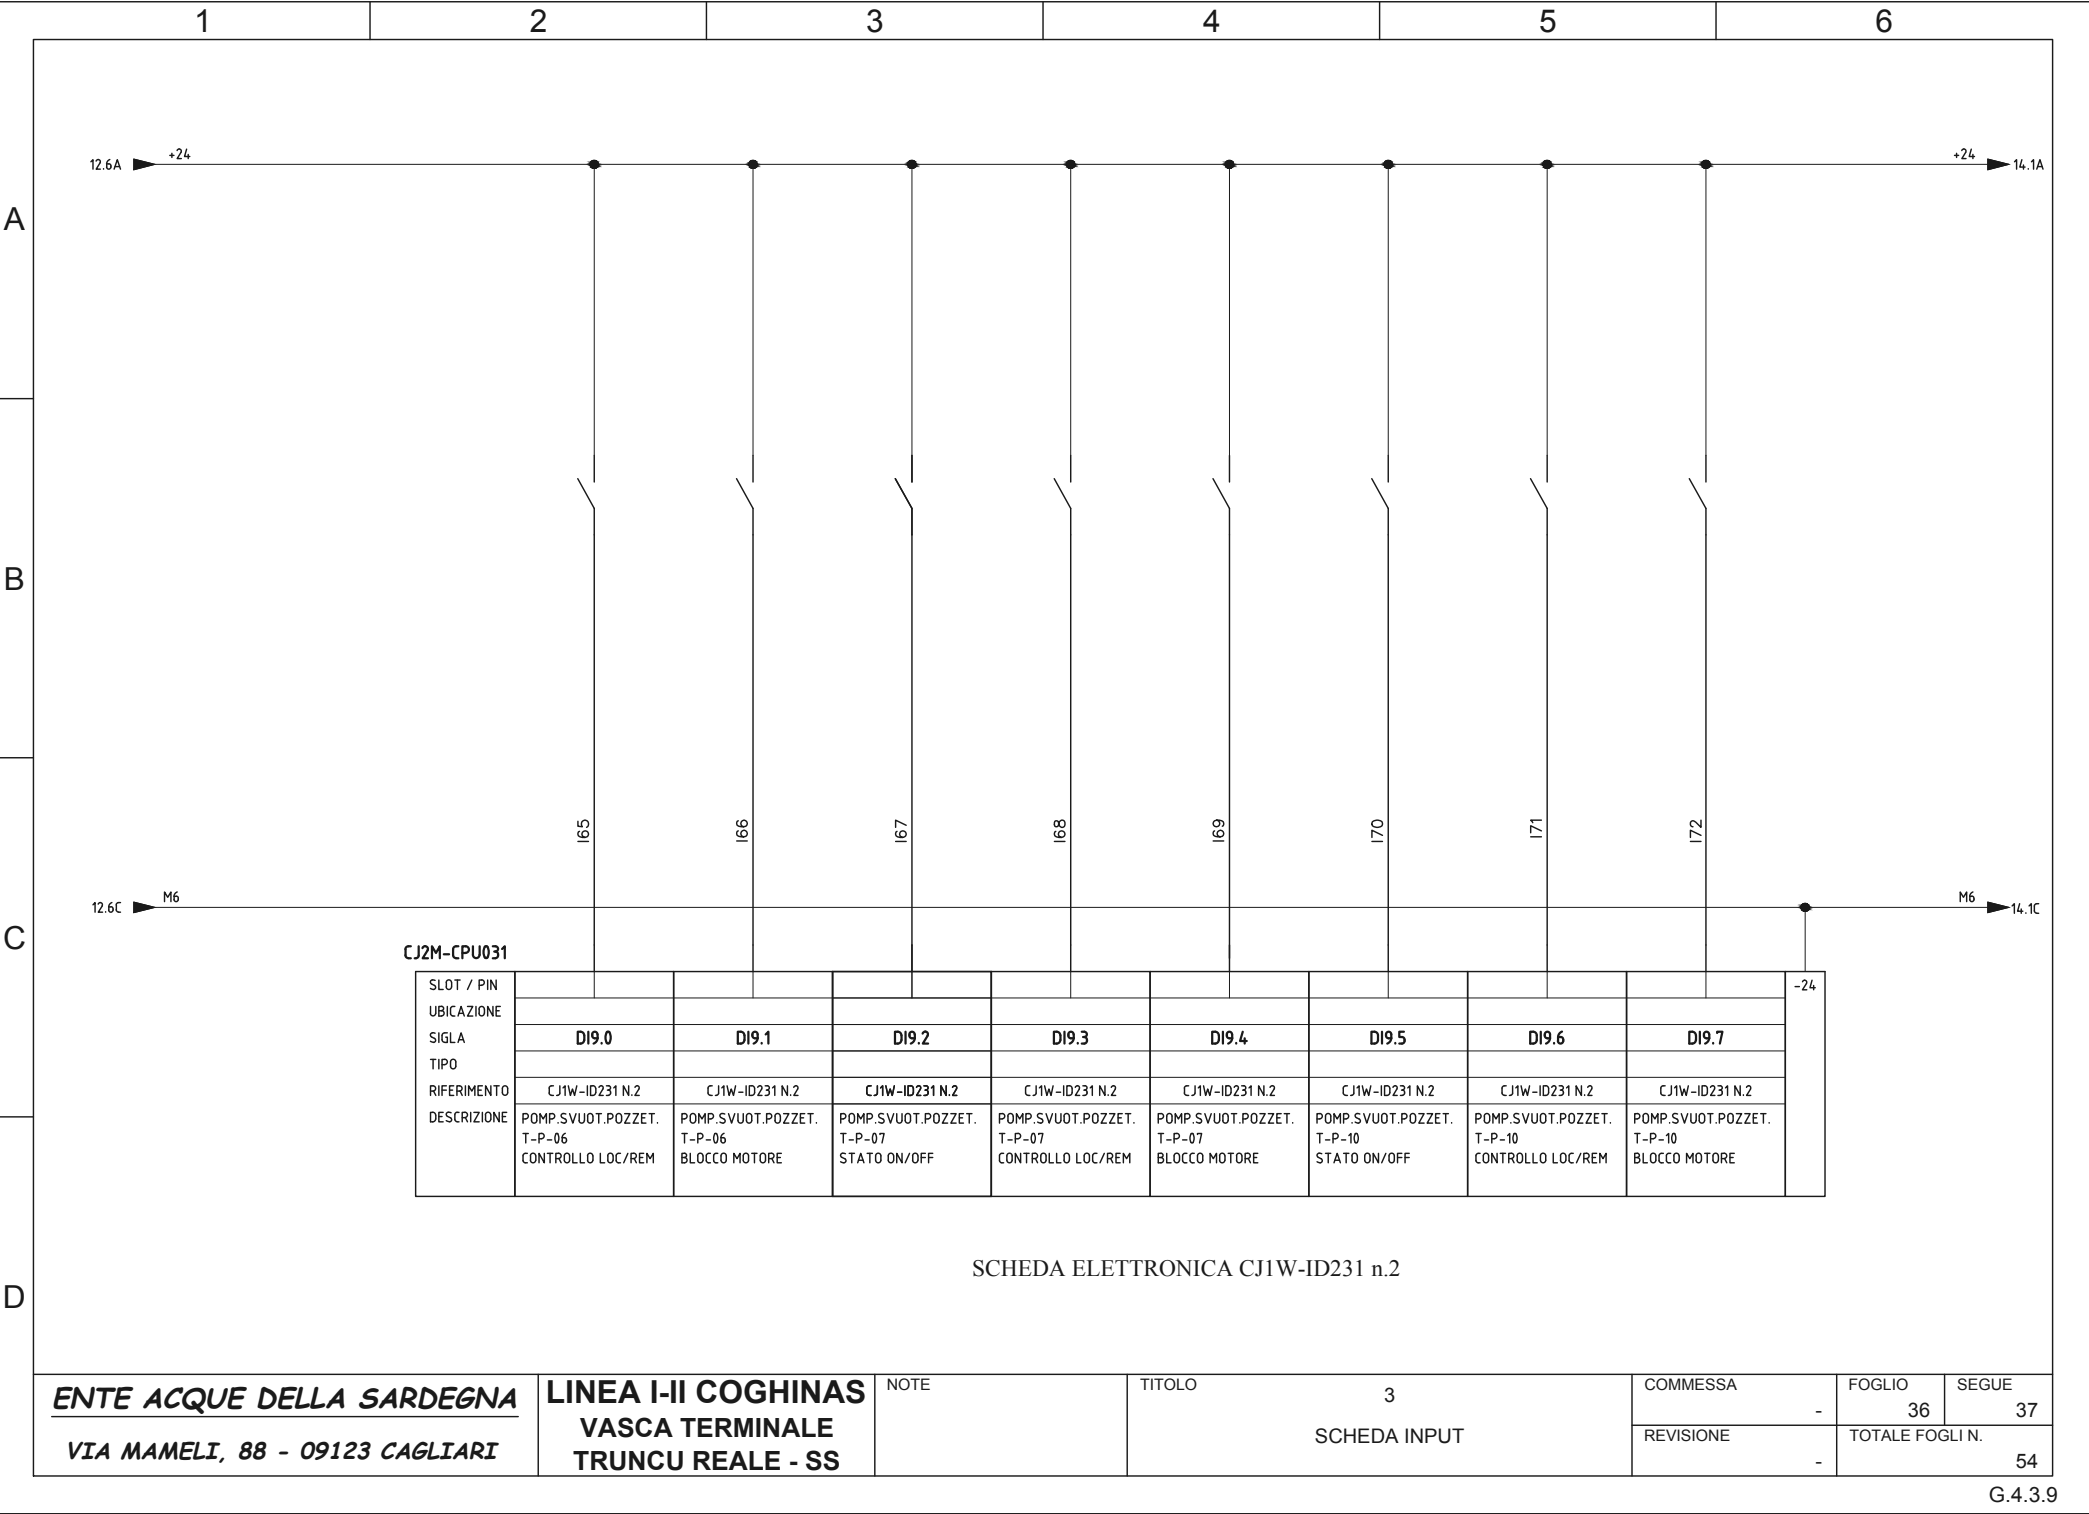 1 2 3 4 5 6
12.6A +24 +24 14.1A
A
B
I65 I66 I67 I68 I69 I70 I71 I72
12.6C M6 M6 14.1C
C
CJ2M-CPU031
SLOT / PIN -24
UBICAZIONE
SIGLA DI9.0 DI9.1 DI9.2 DI9.3 DI9.4 DI9.5 DI9.6 DI9.7
TIPO
RIFERIMENTO CJ1W-ID231 N.2 CJ1W-ID231 N.2 CJ1W-ID231 N.2 CJ1W-ID231 N.2 CJ1W-ID231 N.2 CJ1W-ID231 N.2 CJ1W-ID231 N.2 CJ1W-ID231 N.2
DESCRIZIONE POMP.SVUOT.POZZET. POMP.SVUOT.POZZET. POMP.SVUOT.POZZET. POMP.SVUOT.POZZET. POMP.SVUOT.POZZET. POMP.SVUOT.POZZET. POMP.SVUOT.POZZET. POMP.SVUOT.POZZET.
T-P-06 T-P-06 T-P-07 T-P-07 T-P-07 T-P-10 T-P-10 T-P-10
CONTROLLO LOC/REM BLOCCO MOTORE STATO ON/OFF CONTROLLO LOC/REM BLOCCO MOTORE STATO ON/OFF CONTROLLO LOC/REM BLOCCO MOTORE
SCHEDA ELETTRONICA CJ1W-ID231 n.2
D
ENTE ACQUE DELLA SARDEGNA
VIA MAMELI, 88 - 09123 CAGLIARI
LINEA I-II COGHINAS
VASCA TERMINALE
TRUNCU REALE - SS
NOTE
TITOLO
3
SCHEDA INPUT
COMMESSA
-
REVISIONE
-
FOGLIO
36
SEGUE
37
TOTALE FOGLI N.
54
G.4.3.9